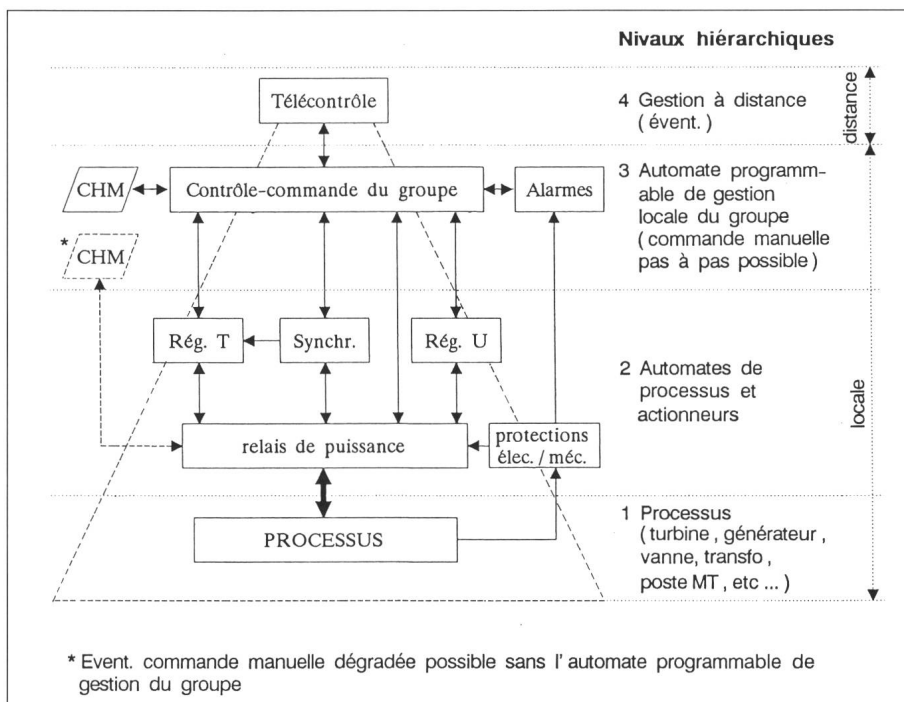 Nivaux hiérarchiques
Télécontrôle
4 Gestion à distance
( évent. )
distance
CHM
Contrôle-commande du groupe
Alarmes
3 Automate programm-
able de gestion
locale du groupe
( commande manuelle
pas à pas possible )
* CHM
Rég. T
Synchr.
Rég. U
2 Automates de
processus et
actionneurs
locale
relais de puissance
protections
élec. / méc.
PROCESSUS
1 Processus
( turbine , générateur ,
vanne, transfo ,
poste MT , etc ... )
* Event. commande manuelle dégradée possible sans l' automate programmable de
gestion du groupe